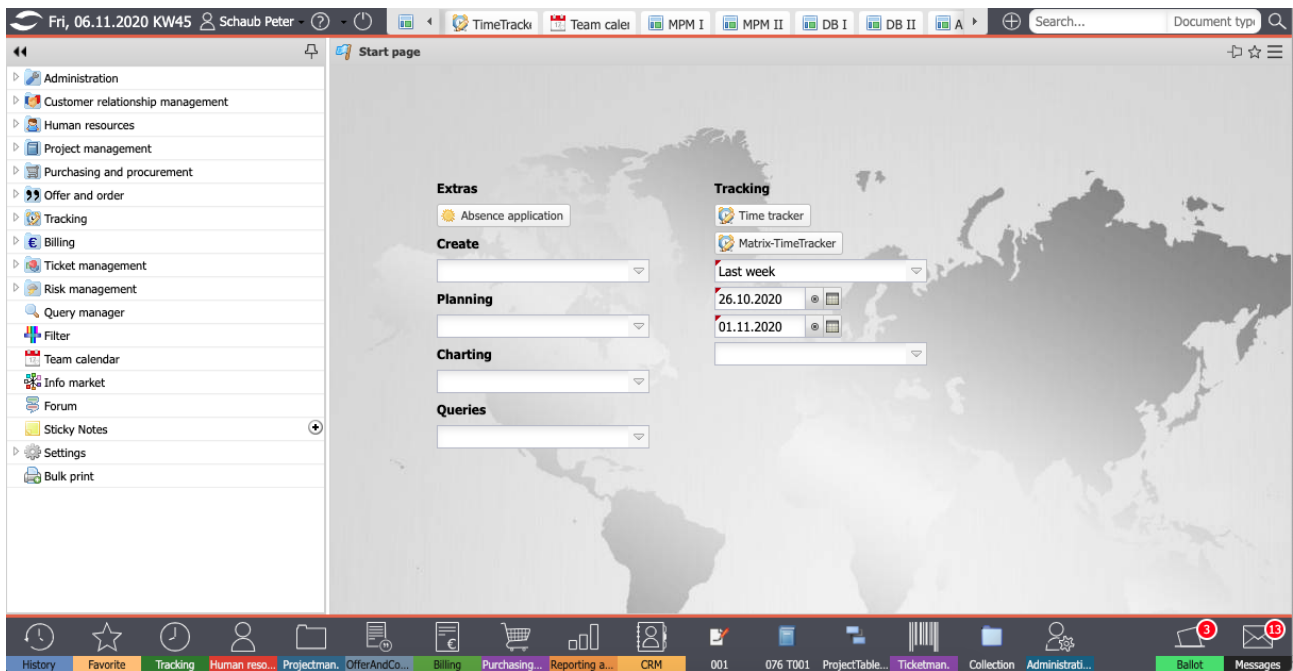 Fri, 06.11.2020 KW45 Schaub Peter
TimeTracke Team caler MPM I MPM II DB I DB II A Search... Document type
Start page
Administration
Customer relationship management
Human resources
Project management
Purchasing and procurement
Offer and order
Tracking
Billing
Ticket management
Risk management
Query manager
Filter
Team calendar
Info market
Forum
Sticky Notes
Settings
Bulk print
Extras
Absence application
Create
Planning
Charting
Queries
Tracking
Time tracker
Matrix-TimeTracker
Last week
26.10.2020
01.11.2020
3 13
History Favorite Tracking Human reso... Projectman. OfferAndCo... Billing Purchasing... Reporting a... CRM 001 076 T001 ProjectTable... Ticketman. Collection Administrati... Ballot Messages